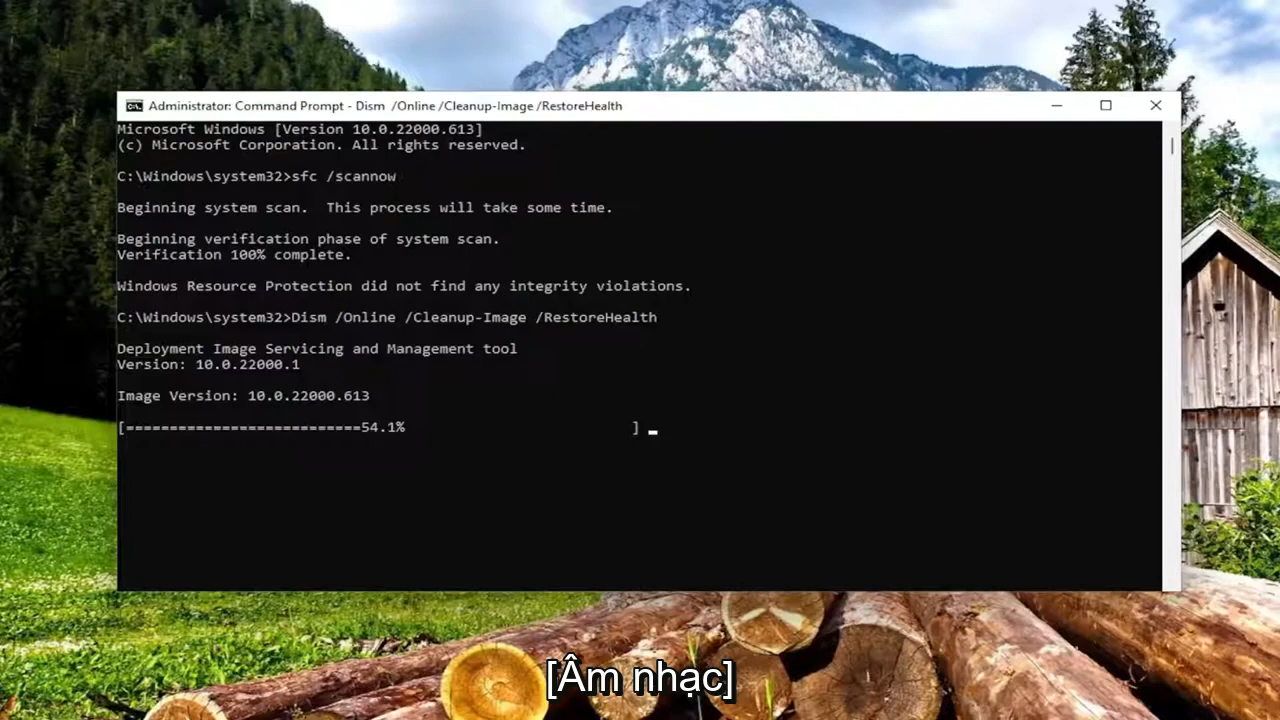 Administrator: Command Prompt - Dism /Online /Cleanup-Image /RestoreHealth
Microsoft Windows [Version 10.0.22000.613]
(c) Microsoft Corporation. All rights reserved.
C:\Windows\system32>sfc /scannow
Beginning system scan.  This process will take some time.
Beginning verification phase of system scan.
Verification 100% complete.
Windows Resource Protection did not find any integrity violations.
C:\Windows\system32>Dism /Online /Cleanup-Image /RestoreHealth
Deployment Image Servicing and Management tool
Version: 10.0.22000.1
Image Version: 10.0.22000.613
[===========================54.1%                          ]
[Âm nhạc]